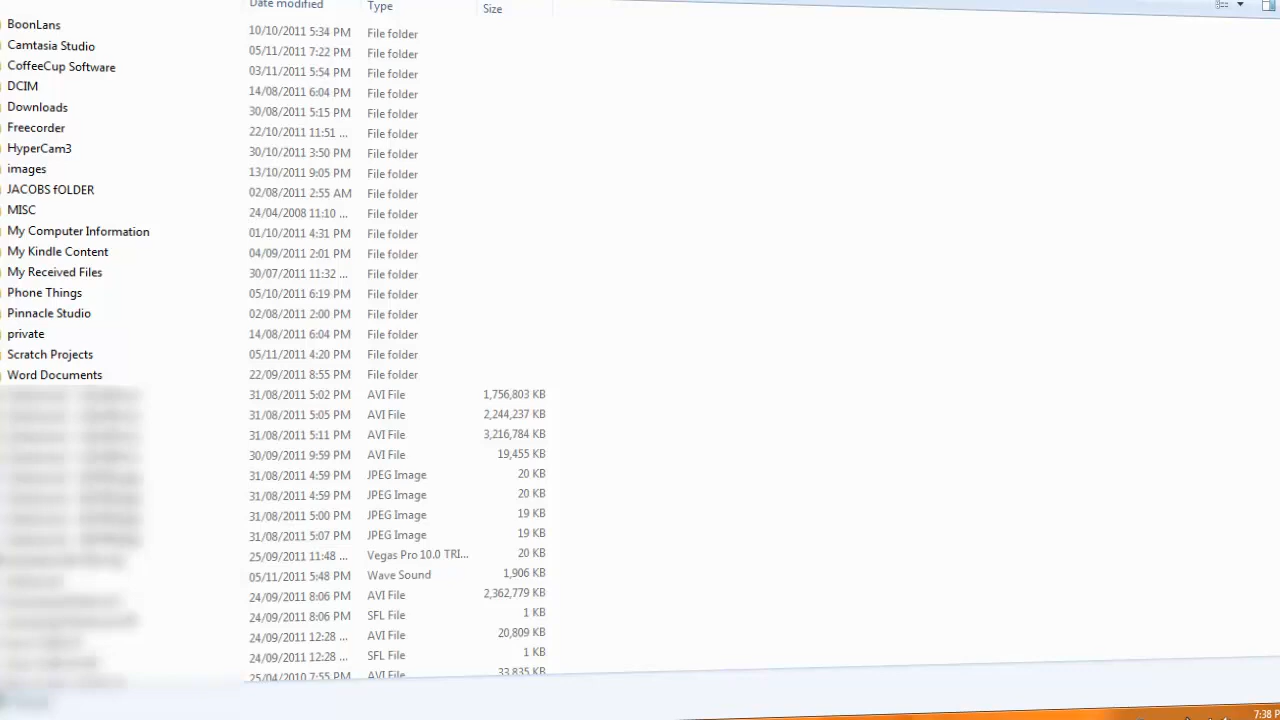 Date modified Type Size
BoonLans 10/10/2011 5:34 PM File folder
Camtasia Studio 05/11/2011 7:22 PM File folder
CoffeeCup Software 03/11/2011 5:54 PM File folder
DCIM 14/08/2011 6:04 PM File folder
Downloads 30/08/2011 5:15 PM File folder
Freecorder 22/10/2011 11:51 ... File folder
HyperCam3 30/10/2011 3:50 PM File folder
images 13/10/2011 9:05 PM File folder
JACOBS fOLDER 02/08/2011 2:55 AM File folder
MISC 24/04/2008 11:10 ... File folder
My Computer Information 01/10/2011 4:31 PM File folder
My Kindle Content 04/09/2011 2:01 PM File folder
My Received Files 30/07/2011 11:32 ... File folder
Phone Things 05/10/2011 6:19 PM File folder
Pinnacle Studio 02/08/2011 2:00 PM File folder
private 14/08/2011 6:04 PM File folder
Scratch Projects 05/11/2011 4:20 PM File folder
Word Documents 22/09/2011 8:55 PM File folder
31/08/2011 5:02 PM AVI File 1,756,803 KB
31/08/2011 5:05 PM AVI File 2,244,237 KB
31/08/2011 5:11 PM AVI File 3,216,784 KB
30/09/2011 9:59 PM AVI File 19,455 KB
31/08/2011 4:59 PM JPEG Image 20 KB
31/08/2011 4:59 PM JPEG Image 20 KB
31/08/2011 5:00 PM JPEG Image 19 KB
31/08/2011 5:07 PM JPEG Image 19 KB
25/09/2011 11:48 ... Vegas Pro 10.0 TRI... 20 KB
05/11/2011 5:48 PM Wave Sound 1,906 KB
24/09/2011 8:06 PM AVI File 2,362,779 KB
24/09/2011 8:06 PM SFL File 1 KB
24/09/2011 12:28 ... AVI File 20,809 KB
24/09/2011 12:28 ... SFL File 1 KB
25/04/2010 7:55 PM AVI File 33,835 KB
7:38 P